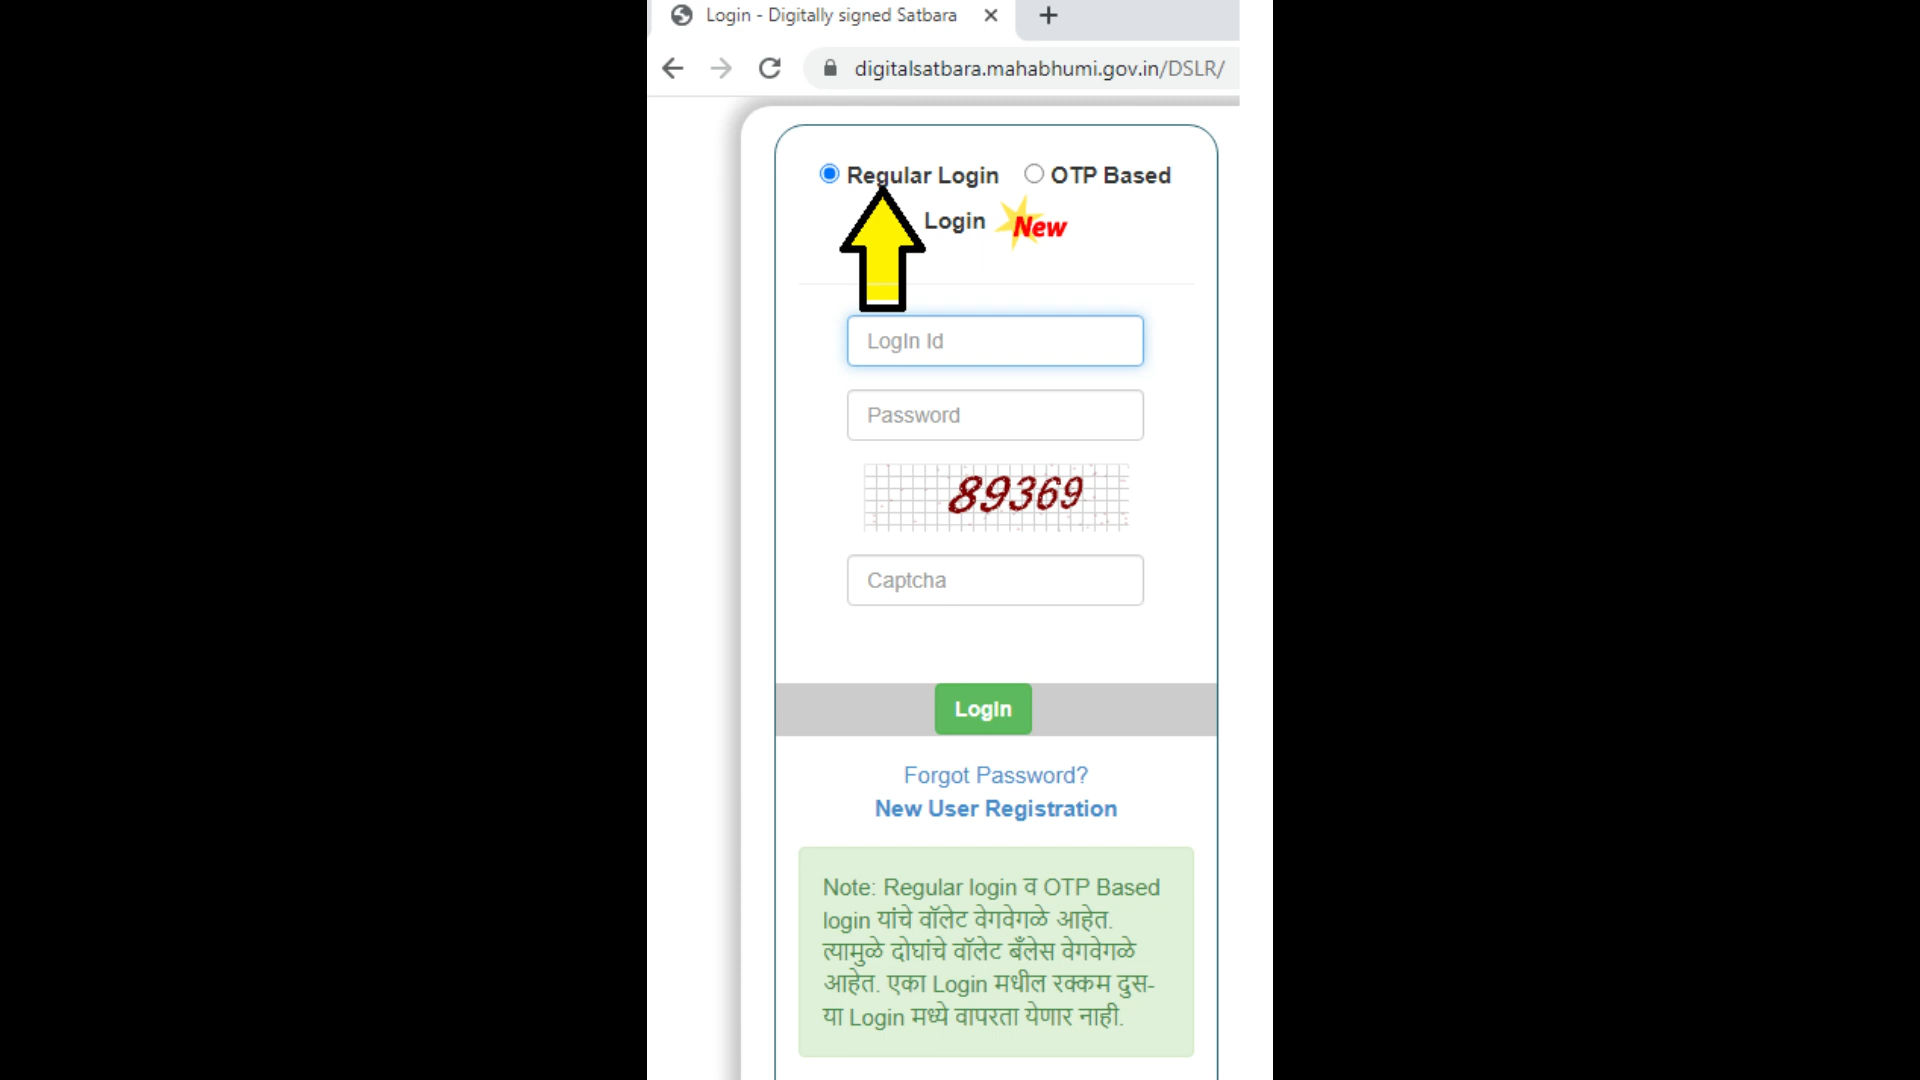 Login - Digitally signed Satbara
digitalsatbara.mahabhumi.gov.in/DSLR/
Regular Login OTP Based
Login New
LogIn Id
Password
89369
Captcha
LogIn
Forgot Password?
New User Registration
Note: Regular login व OTP Based
login यांचे वॉलेट वेगवेगळे आहेत.
त्यामुळे दोघांचे वॉलेट बॅंलेस वेगवेगळे
आहेत. एका Login मधील रक्कम दुस-
या Login मध्ये वापरता येणार नाही.